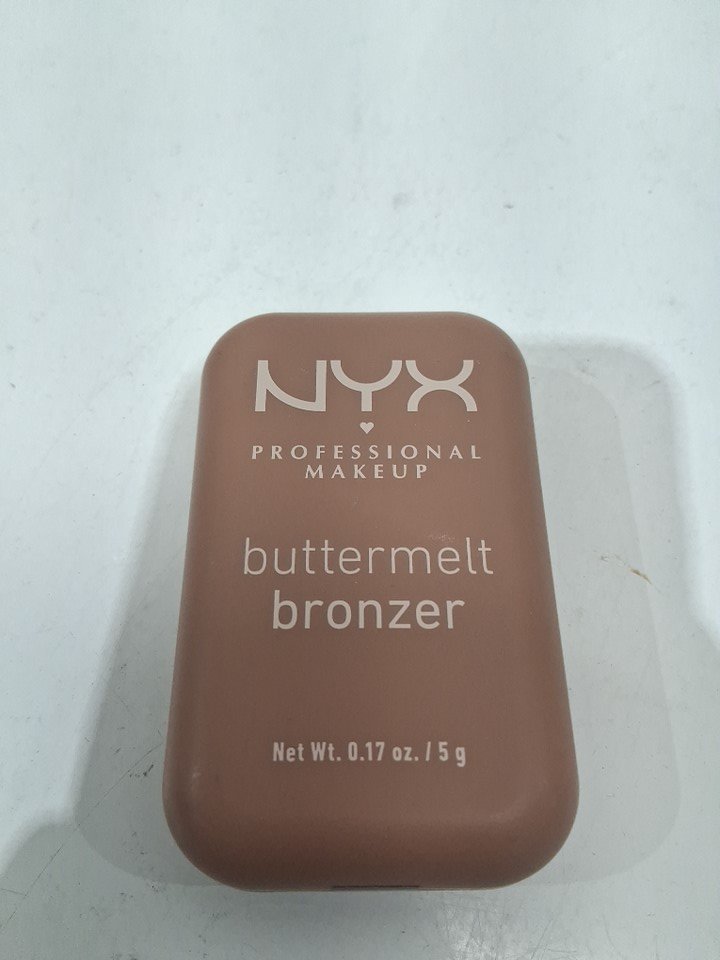 NYX
PROFESSIONAL
MAKEUP
buttermelt
bronzer
Net Wt. 0.17 oz. / 5 g